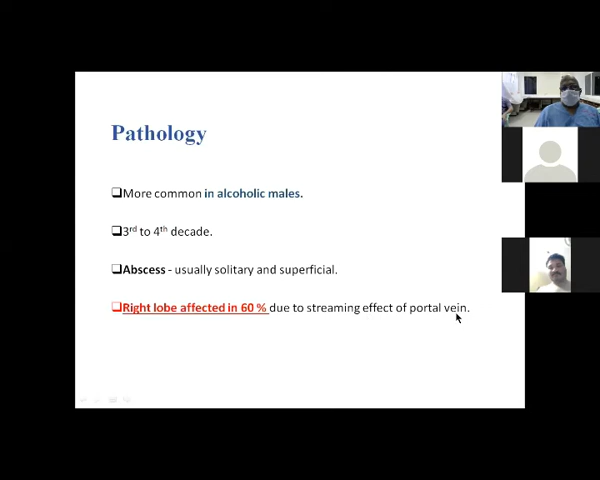 Pathology
More common in alcoholic males.
3rd to 4th decade.
Abscess - usually solitary and superficial.
Right lobe affected in 60 % due to streaming effect of portal vein.